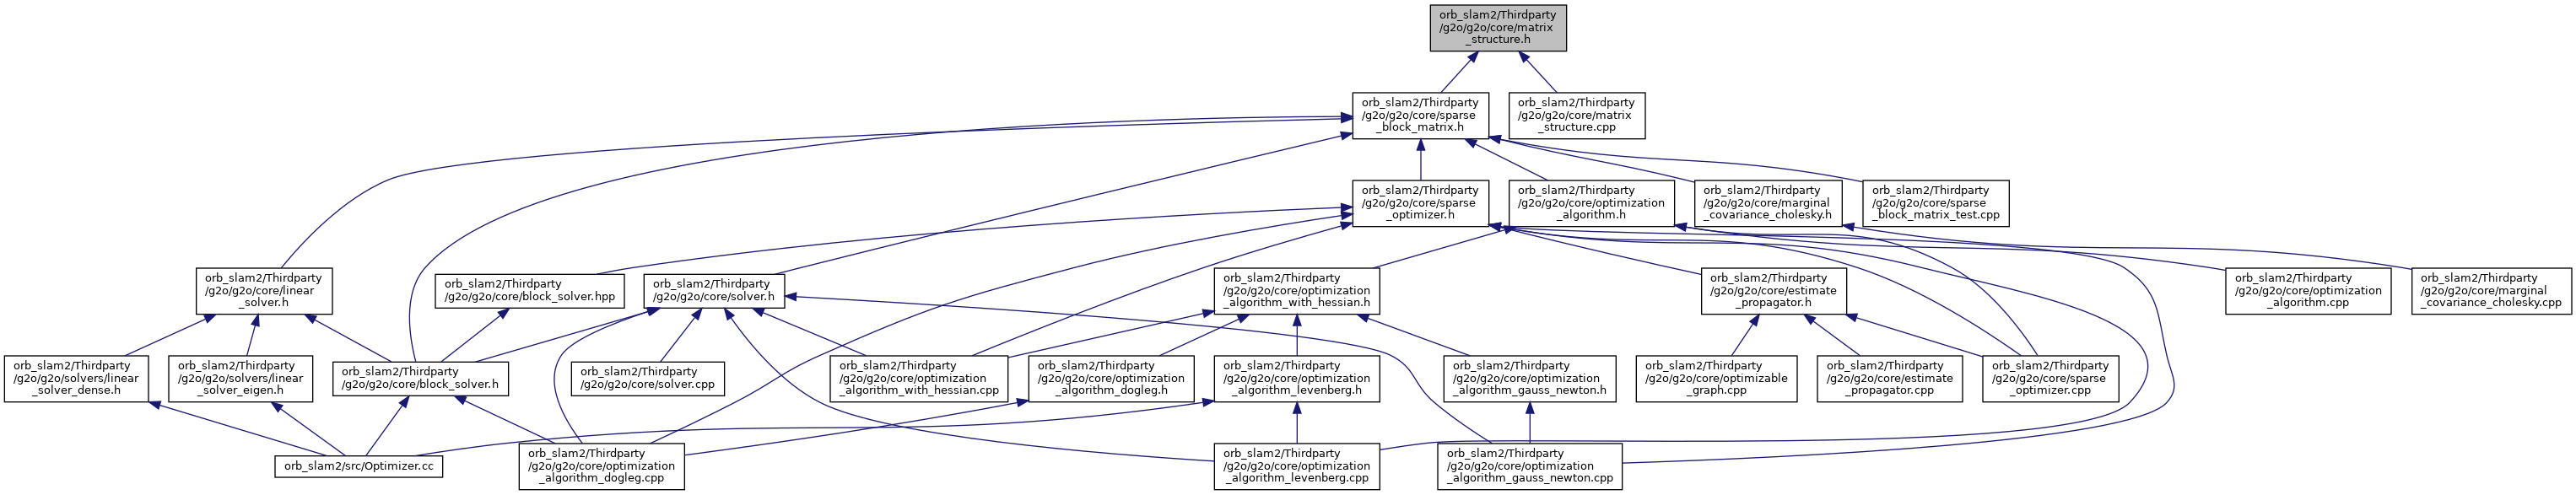 orb_slam2/Thirdparty
/g2o/g2o/core/matrix
_structure.h
orb_slam2/Thirdparty
/g2o/g2o/core/sparse
_block_matrix.h
orb_slam2/Thirdparty
/g2o/g2o/core/matrix
_structure.cpp
orb_slam2/Thirdparty
/g2o/g2o/core/sparse
_optimizer.h
orb_slam2/Thirdparty
/g2o/g2o/core/optimization
_algorithm.h
orb_slam2/Thirdparty
/g2o/g2o/core/marginal
_covariance_cholesky.h
orb_slam2/Thirdparty
/g2o/g2o/core/sparse
_block_matrix_test.cpp
orb_slam2/Thirdparty
/g2o/g2o/core/linear
_solver.h
orb_slam2/Thirdparty
/g2o/g2o/core/block_solver.hpp
orb_slam2/Thirdparty
/g2o/g2o/core/solver.h
orb_slam2/Thirdparty
/g2o/g2o/core/optimization
_algorithm_with_hessian.h
orb_slam2/Thirdparty
/g2o/g2o/core/estimate
_propagator.h
orb_slam2/Thirdparty
/g2o/g2o/core/optimization
_algorithm.cpp
orb_slam2/Thirdparty
/g2o/g2o/core/marginal
_covariance_cholesky.cpp
orb_slam2/Thirdparty
/g2o/g2o/solvers/linear
_solver_dense.h
orb_slam2/Thirdparty
/g2o/g2o/solvers/linear
_solver_eigen.h
orb_slam2/Thirdparty
/g2o/g2o/core/block_solver.h
orb_slam2/Thirdparty
/g2o/g2o/core/solver.cpp
orb_slam2/Thirdparty
/g2o/g2o/core/optimization
_algorithm_with_hessian.cpp
orb_slam2/Thirdparty
/g2o/g2o/core/optimization
_algorithm_dogleg.h
orb_slam2/Thirdparty
/g2o/g2o/core/optimization
_algorithm_levenberg.h
orb_slam2/Thirdparty
/g2o/g2o/core/optimization
_algorithm_gauss_newton.h
orb_slam2/Thirdparty
/g2o/g2o/core/optimizable
_graph.cpp
orb_slam2/Thirdparty
/g2o/g2o/core/estimate
_propagator.cpp
orb_slam2/Thirdparty
/g2o/g2o/core/sparse
_optimizer.cpp
orb_slam2/src/Optimizer.cc
orb_slam2/Thirdparty
/g2o/g2o/core/optimization
_algorithm_dogleg.cpp
orb_slam2/Thirdparty
/g2o/g2o/core/optimization
_algorithm_levenberg.cpp
orb_slam2/Thirdparty
/g2o/g2o/core/optimization
_algorithm_gauss_newton.cpp